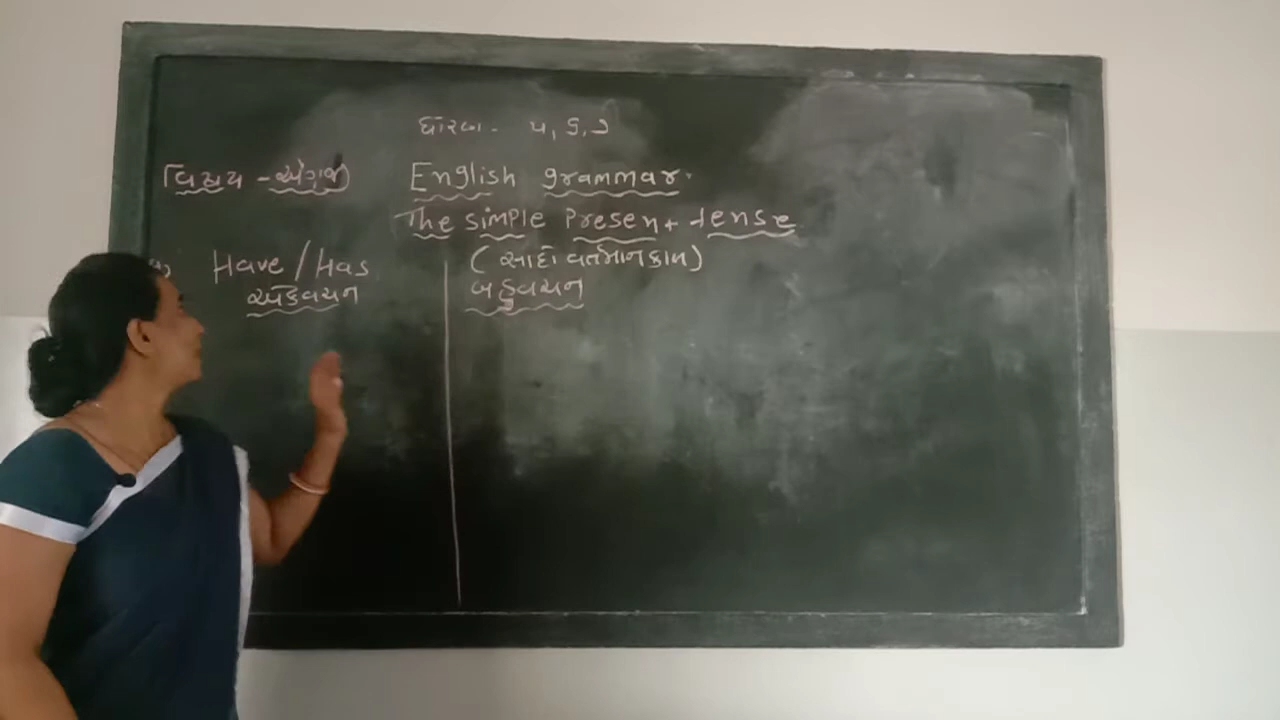 ધોરણ - ૫, ૬, ૭
વિષય - અંગ્રેજી English grammar.
The simple Present tense
Have / Has (સાદો વર્તમાનકાળ)
એકવચન બહુવચન